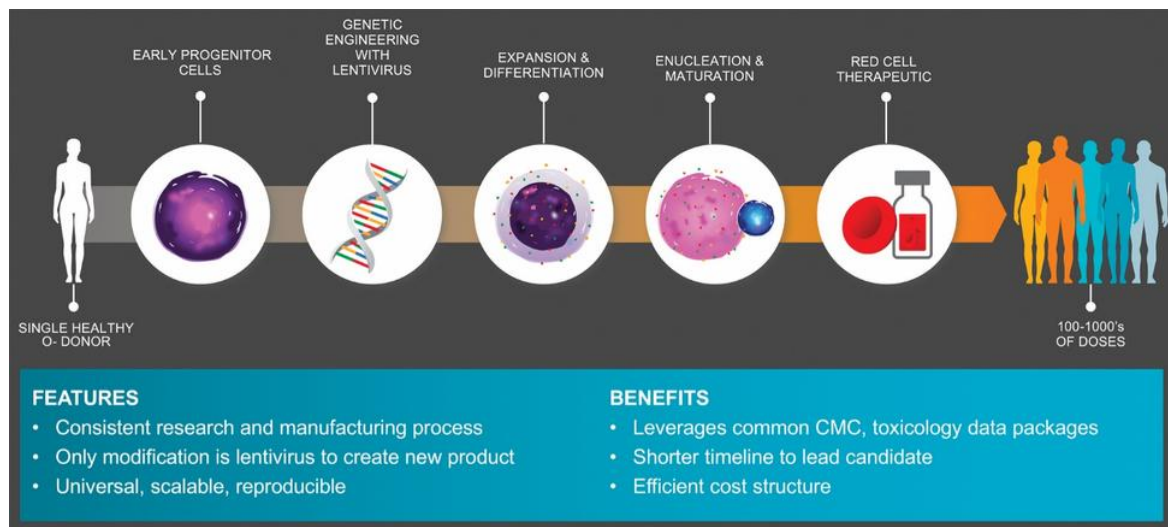 EARLY PROGENITOR
CELLS
GENETIC
ENGINEERING
WITH
LENTIVIRUS
EXPANSION &
DIFFERENTIATION
ENUCLEATION &
MATURATION
RED CELL
THERAPEUTIC
SINGLE HEALTHY
O- DONOR
100-1000's
OF DOSES
FEATURES
• Consistent research and manufacturing process
• Only modification is lentivirus to create new product
• Universal, scalable, reproducible
BENEFITS
• Leverages common CMC, toxicology data packages
• Shorter timeline to lead candidate
• Efficient cost structure